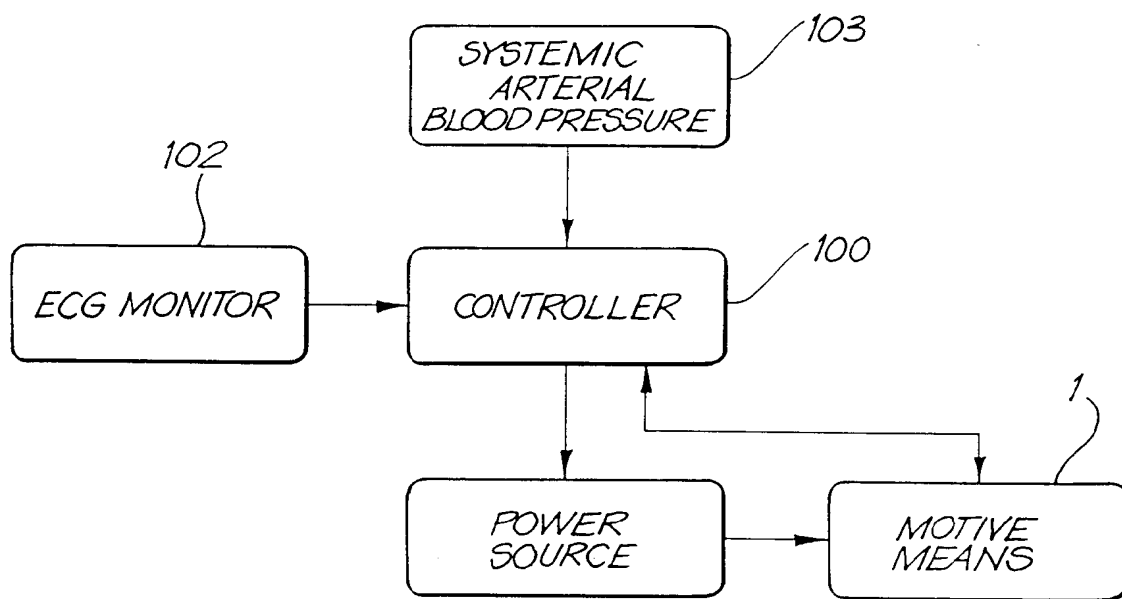 103
SYSTEMIC
ARTERIAL
BLOOD PRESSURE
102
100
ECG MONITOR
CONTROLLER
1
POWER
SOURCE
MOTIVE
MEANS